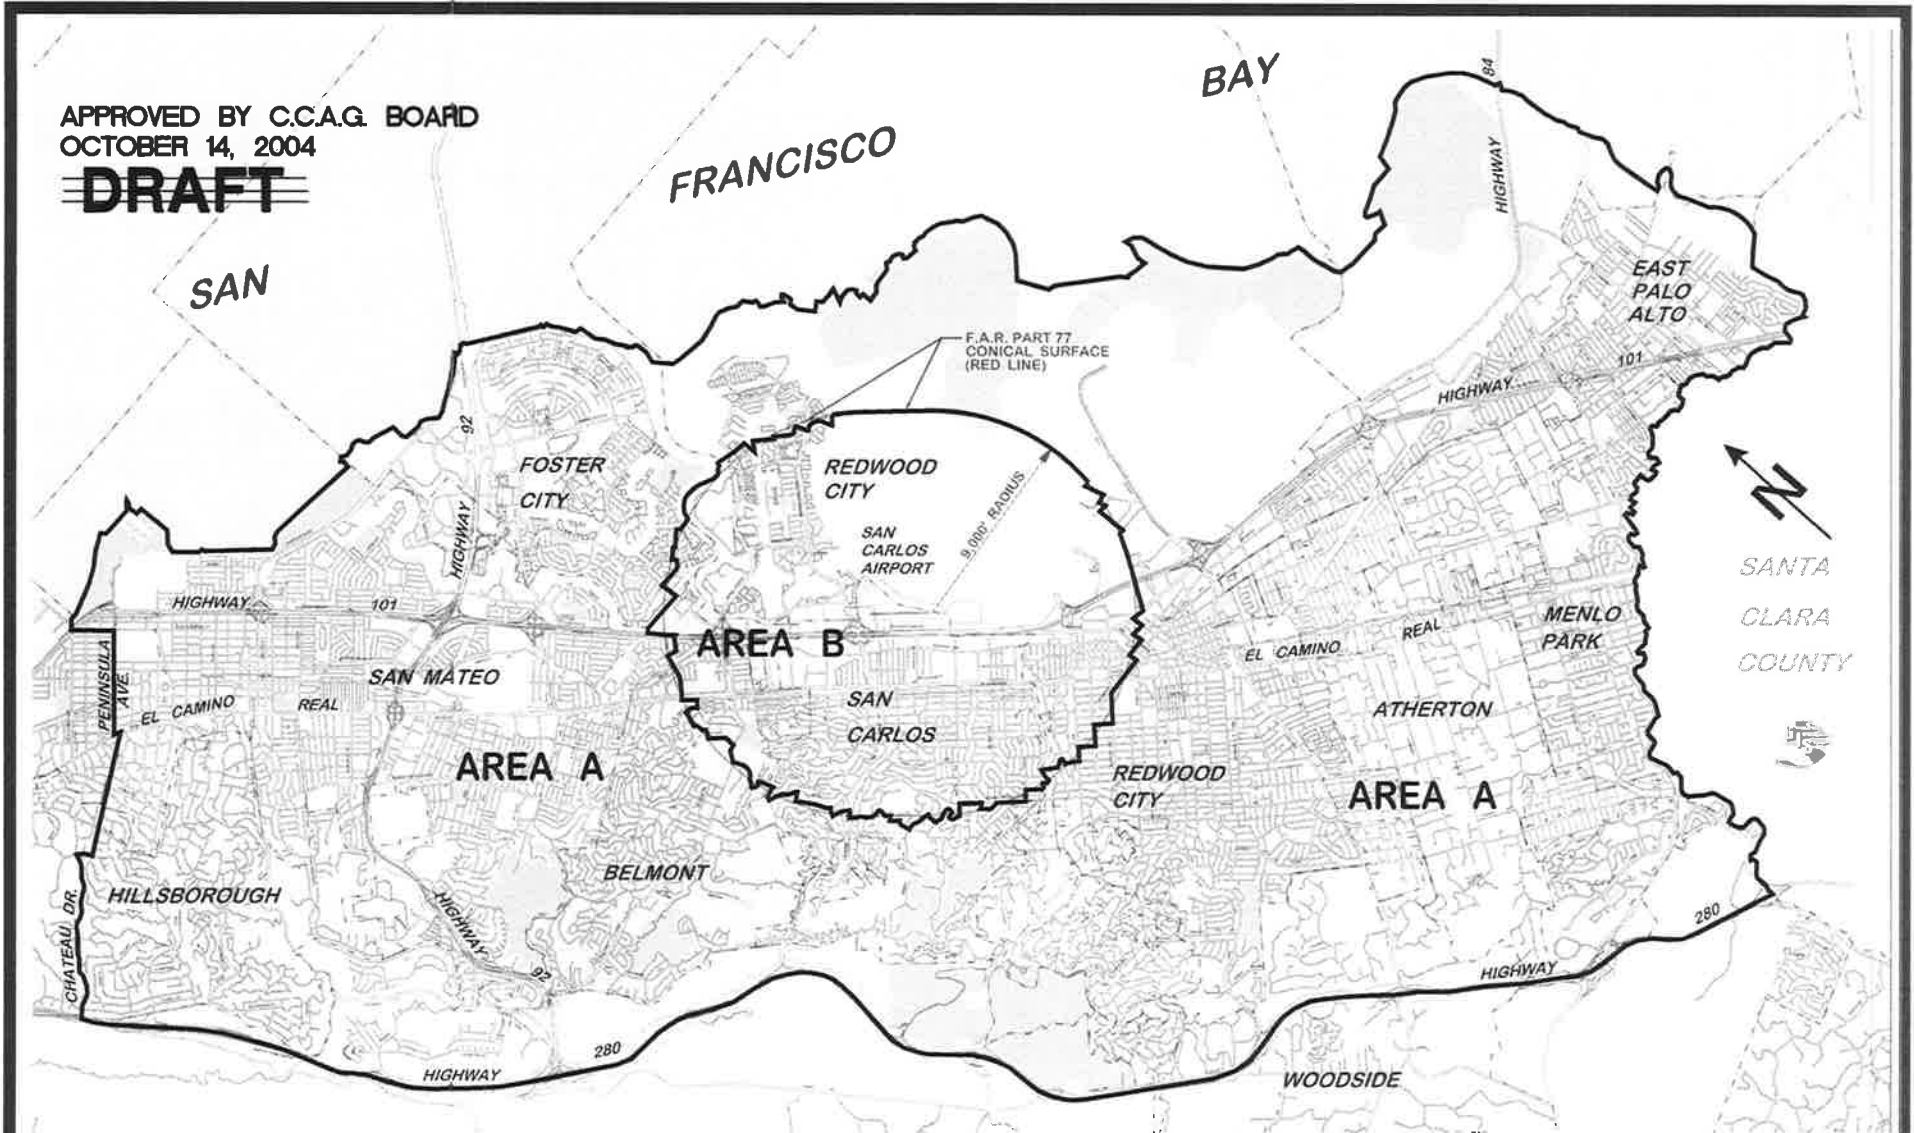 APPROVED BY C.C.A.G. BOARD
OCTOBER 14, 2004
DRAFT
SAN
FRANCISCO
BAY
84
HIGHWAY
EAST
PALO
ALTO
101
HIGHWAY
F.A.R. PART 77
CONICAL SURFACE
(RED LINE)
92
HIGHWAY
FOSTER
CITY
REDWOOD
CITY
9,000' RADIUS
SAN
CARLOS
AIRPORT
N
SANTA
CLARA
COUNTY
HIGHWAY
101
PENINSULA
AVE.
EL CAMINO
REAL
SAN MATEO
AREA B
SAN
CARLOS
EL CAMINO
REAL
MENLO
PARK
ATHERTON
AREA A
REDWOOD
CITY
AREA A
BELMONT
HILLSBOROUGH
CHATEAU DR.
HIGHWAY
92
280
HIGHWAY
HIGHWAY
280
WOODSIDE